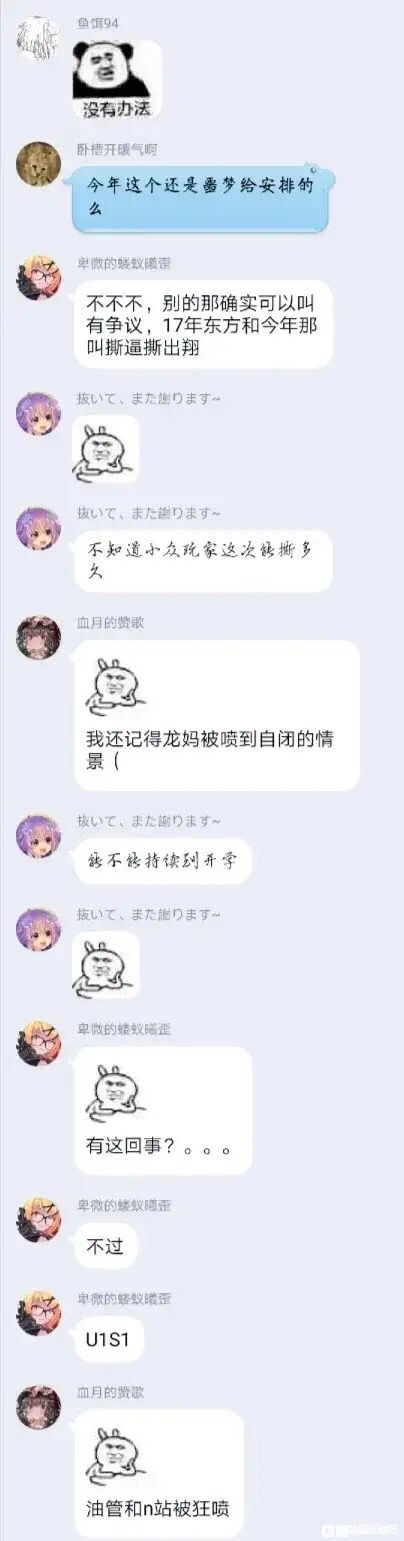 鱼饵94
没有办法
卧槽开暖气啊
今年这个还是噩梦给安排的
么
卑微的蝼蚁曦歪
不不不，别的那确实可以叫
有争议，17年东方和今年那
叫撕逼撕出翔
抜いて、また謝ります~
抜いて、また謝ります~
不知道小众玩家这次能撕多
久
血月的赞歌
我还记得龙妈被喷到自闭的情
景（
抜いて、また謝ります~
能不能持续到开学
抜いて、また謝ります~
卑微的蝼蚁曦歪
有这回事？。。。
卑微的蝼蚁曦歪
不过
卑微的蝼蚁曦歪
U1S1
血月的赞歌
油管和n站被狂喷